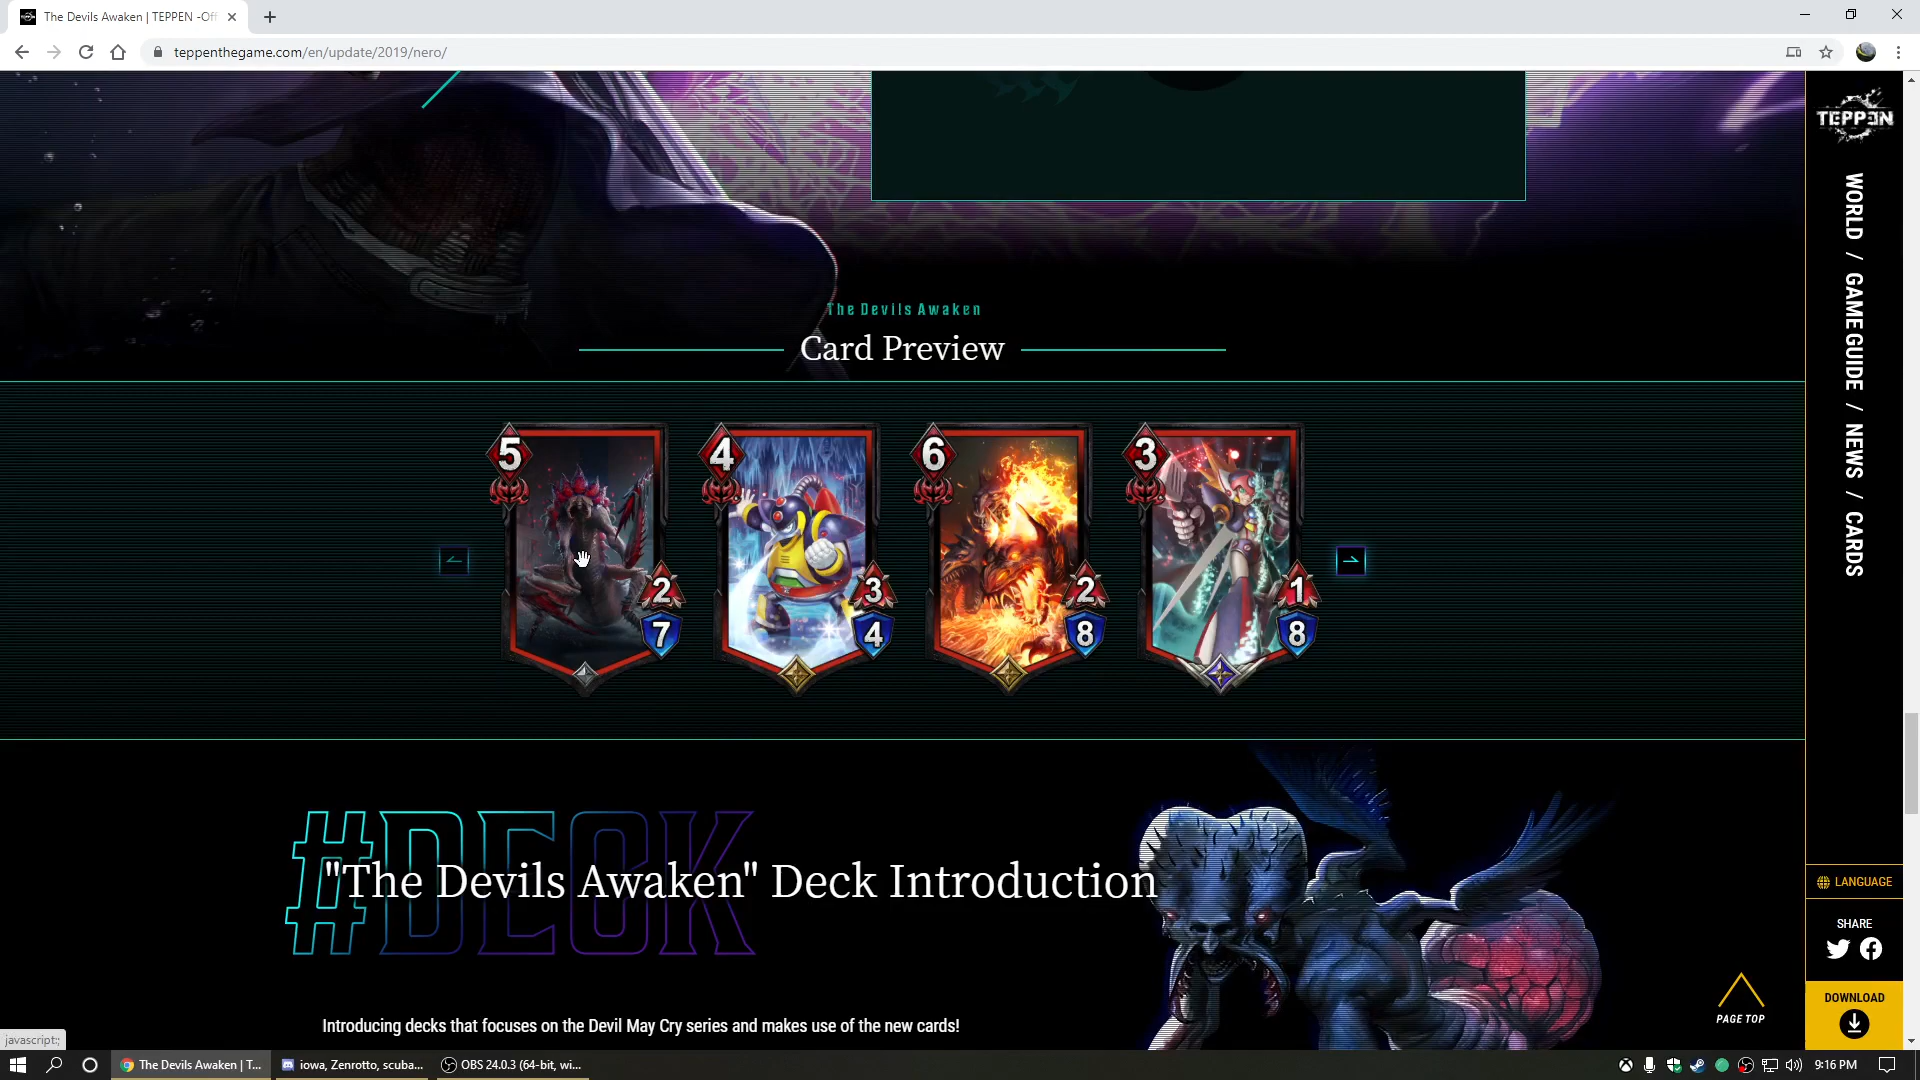 The Devils Awaken | TEPPEN -Off
teppenthegame.com/en/update/2019/nero/
TEPPEN
WORLD / GAMEGUIDE / NEWS / CARDS
The Devils Awaken
Card Preview
5
2
7
4
3
4
6
2
8
3
1
8
#DECK
"The Devils Awaken" Deck Introduction
Introducing decks that focuses on the Devil May Cry series and makes use of the new cards!
LANGUAGE
SHARE
PAGE TOP
DOWNLOAD
javascript:;
The Devils Awaken | T...
iowa, Zenrotto, scuba...
OBS 24.0.3 (64-bit, wi...
9:16 PM